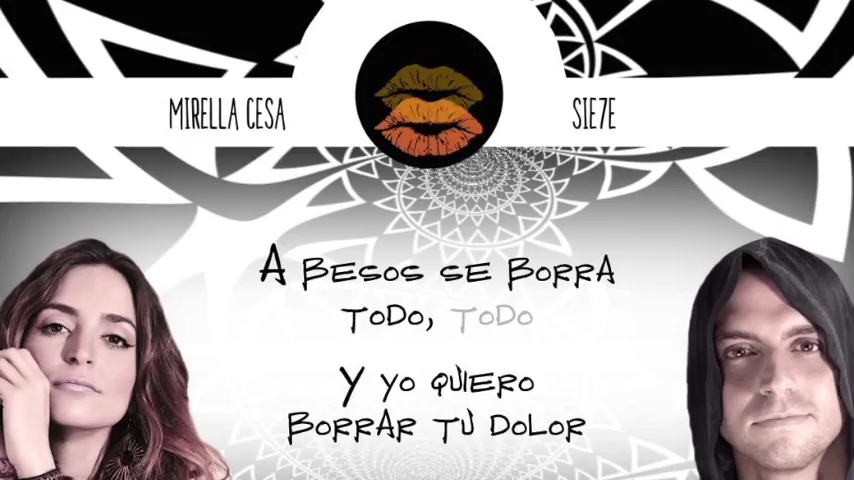 MIRELLA CESA
SIE7E
A BESOS SE BORRA
TODO, TODO
Y YO QUIERO
BORRAR TU DOLOR